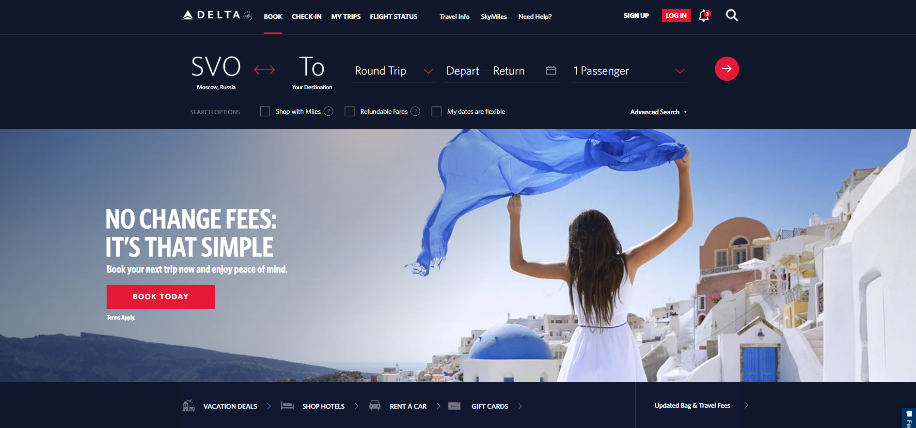 DELTA
BOOK CHECK-IN MY TRIPS FLIGHT STATUS Travel Info SkyMiles Need Help? SIGN UP LOG IN
SVO To Round Trip Depart Return 1 Passenger
Moscow, Russia Your Destination
SEARCH OPTIONS Shop with Miles ? Refundable Fares ? My dates are flexible Advanced Search
NO CHANGE FEES:
IT'S THAT SIMPLE
Book your next trip now and enjoy peace of mind.
BOOK TODAY
Terms Apply.
VACATION DEALS SHOP HOTELS RENT A CAR GIFT CARDS Updated Bag & Travel Fees